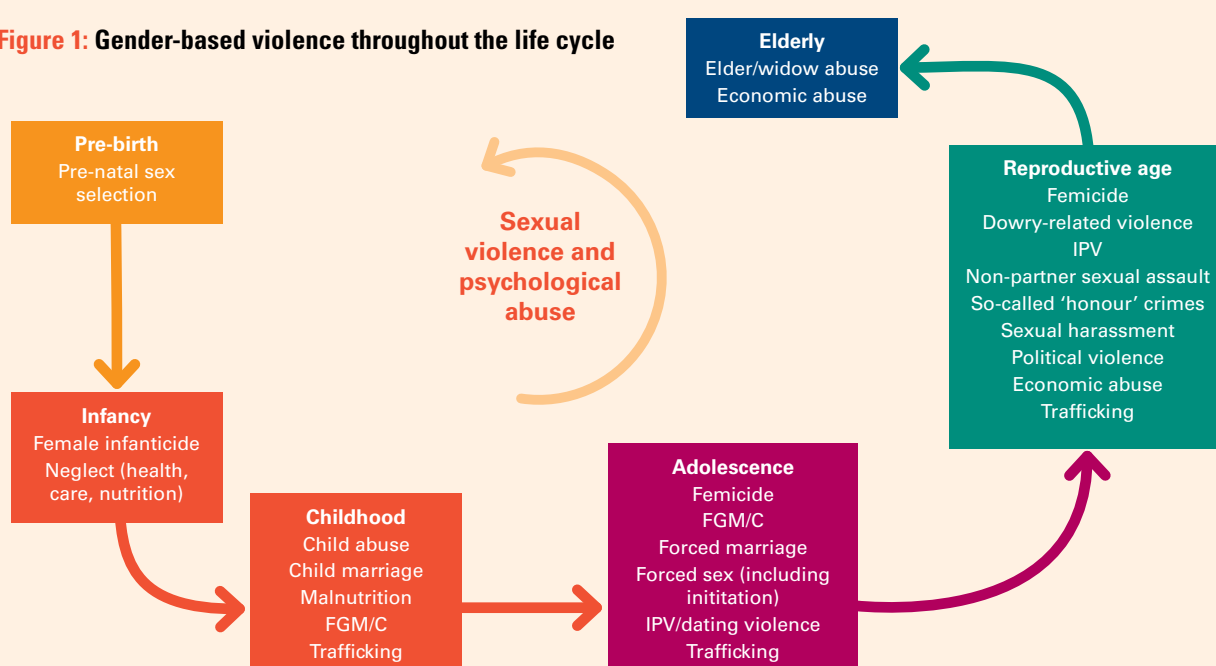 Figure 1: Gender-based violence throughout the life cycle
Pre-birth
Pre-natal sex
selection
Infancy
Female infanticide
Neglect (health,
care, nutrition)
Childhood
Child abuse
Child marriage
Malnutrition
FGM/C
Trafficking
Sexual
violence and
psychological
abuse
Adolescence
Femicide
FGM/C
Forced marriage
Forced sex (including
inititation)
IPV/dating violence
Trafficking
Reproductive age
Femicide
Dowry-related violence
IPV
Non-partner sexual assault
So-called ‘honour’ crimes
Sexual harassment
Political violence
Economic abuse
Trafficking
Elderly
Elder/widow abuse
Economic abuse